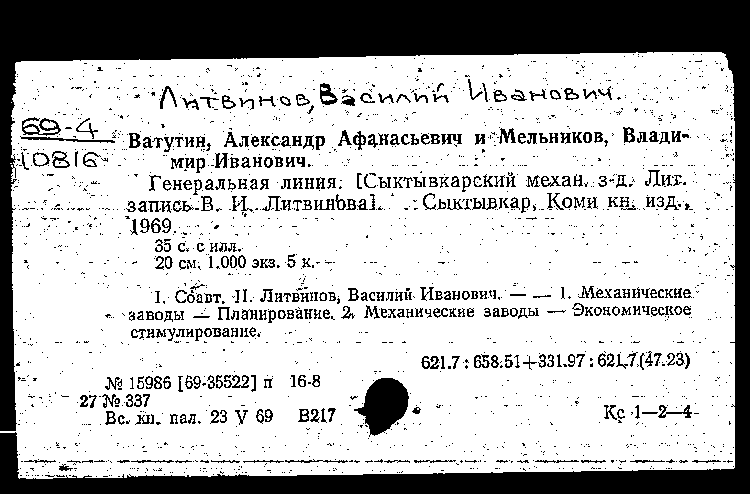 Литвинов, Василий Иванович.
69-4
10816
Ватутин, Александр Афанасьевич и Мельников, Влади-
мир Иванович.
Генеральная линия. [Сыктывкарский механ. з-д. Лит.
запись В. И. Литвинова]. Сыктывкар, Коми кн. изд.,
1969.
35 с. с илл.
20 см. 1.000 экз. 5 к.
I. Соавт. II. Литвинов, Василий Иванович. — — 1. Механические
заводы — Планирование. 2. Механические заводы — Экономическое
стимулирование.
621.7 : 658.51+331.97 : 621.7(47.23)
№ 15986 [69-35522] п 16-8
27 № 337
Вс. кн. пал. 23 V 69 В217
Кс 1—2—4